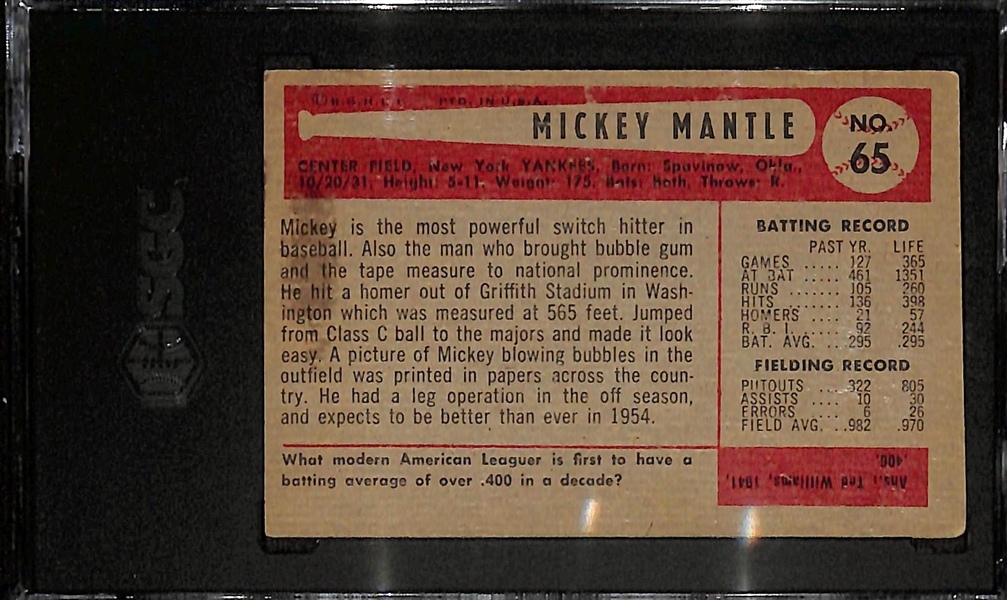 © B.G.H.L.I. PTD. IN U.S.A.
MICKEY MANTLE
NO.
65
CENTER FIELD, New York YANKEES, Born: Spavinow, Okla.,
10/20/31, Height: 5-11, Weight: 175, Bats: Both, Throws: R.
Mickey is the most powerful switch hitter in
baseball. Also the man who brought bubble gum
and the tape measure to national prominence.
He hit a homer out of Griffith Stadium in Wash-
ington which was measured at 565 feet. Jumped
from Class C ball to the majors and made it look
easy. A picture of Mickey blowing bubbles in the
outfield was printed in papers across the coun-
try. He had a leg operation in the off season,
and expects to be better than ever in 1954.
What modern American Leaguer is first to have a
batting average of over .400 in a decade?
BATTING RECORD
PAST YR. LIFE
GAMES ..... 127 365
AT BAT ..... 461 1351
RUNS ....... 105 260
HITS ....... 136 398
HOMERS .... 21 57
R. B. I. ..... 92 244
BAT. AVG. ...295 .295
FIELDING RECORD
PUTOUTS ...322 805
ASSISTS .... 10 30
ERRORS .... 6 26
FIELD AVG. ..982 .970
Ans.: Ted Williams, 1941,
.400.
SGC